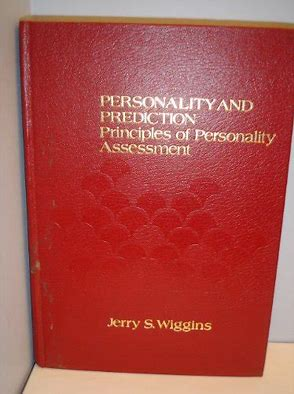 PERSONALITY AND
PREDICTION
Principles of Personality
Assessment
Jerry S. Wiggins